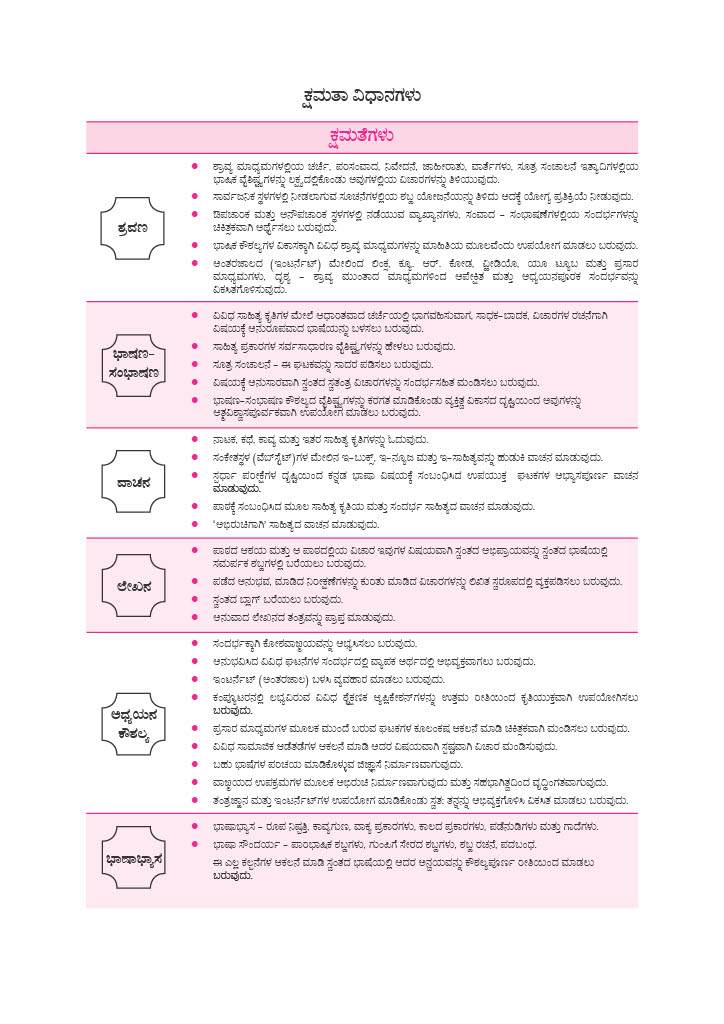 ಕ್ಷಮತಾ ವಿಧಾನಗಳು
ಕ್ಷಮತೆಗಳು
ಶ್ರವಣ
● ಶ್ರಾವ್ಯ ಮಾಧ್ಯಮಗಳಲ್ಲಿಯ ಚರ್ಚೆ, ಪರಿಸಂವಾದ, ನಿವೇದನೆ, ಜಾಹೀರಾತು, ವಾರ್ತೆಗಳು, ಸೂತ್ರ ಸಂಚಾಲನೆ ಇತ್ಯಾದಿಗಳಲ್ಲಿಯ
ಭಾಷಿಕ ವೈಶಿಷ್ಟ್ಯಗಳನ್ನು ಲಕ್ಷ್ಯದಲ್ಲಿಕೊಂಡು ಅವುಗಳಲ್ಲಿಯ ವಿಚಾರಗಳನ್ನು ತಿಳಿಯುವುದು.
● ಸಾರ್ವಜನಿಕ ಸ್ಥಳಗಳಲ್ಲಿ ನೀಡಲಾಗುವ ಸೂಚನೆಗಳಲ್ಲಿಯ ಶಬ್ದ ಯೋಜನೆಯನ್ನು ತಿಳಿದು ಅದಕ್ಕೆ ಯೋಗ್ಯ ಪ್ರತಿಕ್ರಿಯೆ ನೀಡುವುದು.
● ಔಪಚಾರಿಕ ಮತ್ತು ಅನೌಪಚಾರಿಕ ಸ್ಥಳಗಳಲ್ಲಿ ನಡೆಯುವ ವ್ಯಾಖ್ಯಾನಗಳು, ಸಂವಾದ – ಸಂಭಾಷಣೆಗಳಲ್ಲಿಯ ಸಂದರ್ಭಗಳನ್ನು
ಚಿಕಿತ್ಸಕವಾಗಿ ಅರ್ಥೈಸಲು ಬರುವುದು.
● ಭಾಷಿಕ ಕೌಶಲ್ಯಗಳ ವಿಕಾಸಕ್ಕಾಗಿ ವಿವಿಧ ಶ್ರಾವ್ಯ ಮಾಧ್ಯಮಗಳನ್ನು ಮಾಹಿತಿಯ ಮೂಲವೆಂದು ಉಪಯೋಗ ಮಾಡಲು ಬರುವುದು.
● ಆಂತರಜಾಲದ (ಇಂಟರ್ನೆಟ್) ಮೇಲಿಂದ ಲಿಂಕ್ಸ, ಕ್ಯೂ. ಆರ್. ಕೋಡ, ವ್ಹೀಡಿಯೊ, ಯೂ ಟ್ಯೂಬ ಮತ್ತು ಪ್ರಸಾರ
ಮಾಧ್ಯಮಗಳು, ದೃಶ್ಯ – ಶ್ರಾವ್ಯ ಮುಂತಾದ ಮಾಧ್ಯಮಗಳಿಂದ ಅಪೇಕ್ಷಿತ ಮತ್ತು ಅಧ್ಯಯನಪೂರಕ ಸಂದರ್ಭವನ್ನು
ವಿಕಸಿತಗೊಳಿಸುವುದು.
ಭಾಷಣ–
ಸಂಭಾಷಣ
● ವಿವಿಧ ಸಾಹಿತ್ಯ ಕೃತಿಗಳ ಮೇಲೆ ಆಧಾರಿತವಾದ ಚರ್ಚೆಯಲ್ಲಿ ಭಾಗವಹಿಸುವಾಗ, ಸಾಧಕ–ಬಾದಕ, ವಿಚಾರಗಳ ರಚನೆಗಾಗಿ
ವಿಷಯಕ್ಕೆ ಅನುರೂಪವಾದ ಭಾಷೆಯನ್ನು ಬಳಸಲು ಬರುವುದು.
● ಸಾಹಿತ್ಯ ಪ್ರಕಾರಗಳ ಸರ್ವಸಾಧಾರಣ ವೈಶಿಷ್ಟ್ಯಗಳನ್ನು ಹೇಳಲು ಬರುವುದು.
● ಸೂತ್ರ ಸಂಚಾಲನೆ – ಈ ಘಟಕವನ್ನು ಸಾದರ ಪಡಿಸಲು ಬರುವುದು.
● ವಿಷಯಕ್ಕೆ ಅನುಸಾರವಾಗಿ ಸ್ವಂತದ ಸ್ವತಂತ್ರ ವಿಚಾರಗಳನ್ನು ಸಂದರ್ಭಸಹಿತ ಮಂಡಿಸಲು ಬರುವುದು.
● ಭಾಷಣ–ಸಂಭಾಷಣ ಕೌಶಲ್ಯದ ವೈಶಿಷ್ಟ್ಯಗಳನ್ನು ಕರಗತ ಮಾಡಿಕೊಂಡು ವ್ಯಕ್ತಿತ್ವ ವಿಕಾಸದ ದೃಷ್ಟಿಯಿಂದ ಅವುಗಳನ್ನು
ಆತ್ಮವಿಶ್ವಾಸಪೂರ್ವಕವಾಗಿ ಉಪಯೋಗ ಮಾಡಲು ಬರುವುದು.
ವಾಚನ
● ನಾಟಕ, ಕಥೆ, ಕಾವ್ಯ ಮತ್ತು ಇತರ ಸಾಹಿತ್ಯ ಕೃತಿಗಳನ್ನು ಓದುವುದು.
● ಸಂಕೇತಸ್ಥಳ (ವೆಬ್‌ಸೈಟ್)ಗಳ ಮೇಲಿನ ಇ–ಬುಕ್ಸ್, ಇ–ನ್ಯೂಜ ಮತ್ತು ಇ–ಸಾಹಿತ್ಯವನ್ನು ಹುಡುಕಿ ವಾಚನ ಮಾಡುವುದು.
● ಸ್ಪರ್ಧಾ ಪರೀಕ್ಷೆಗಳ ದೃಷ್ಟಿಯಿಂದ ಕನ್ನಡ ಭಾಷಾ ವಿಷಯಕ್ಕೆ ಸಂಬಂಧಿಸಿದ ಉಪಯುಕ್ತ ಘಟಕಗಳ ಅಭ್ಯಾಸಪೂರ್ಣ ವಾಚನ
ಮಾಡುವುದು.
● ಪಾಠಕ್ಕೆ ಸಂಬಂಧಿಸಿದ ಮೂಲ ಸಾಹಿತ್ಯ ಕೃತಿಯ ಮತ್ತು ಸಂದರ್ಭ ಸಾಹಿತ್ಯದ ವಾಚನ ಮಾಡುವುದು.
● ‘ಅಭಿರುಚಿಗಾಗಿ’ ಸಾಹಿತ್ಯದ ವಾಚನ ಮಾಡುವುದು.
ಲೇಖನ
● ಪಾಠದ ಆಶಯ ಮತ್ತು ಆ ಪಾಠದಲ್ಲಿಯ ವಿಚಾರ ಇವುಗಳ ವಿಷಯವಾಗಿ ಸ್ವಂತದ ಅಭಿಪ್ರಾಯವನ್ನು ಸ್ವಂತದ ಭಾಷೆಯಲ್ಲಿ
ಸಮರ್ಪಕ ಶಬ್ದಗಳಲ್ಲಿ ಬರೆಯಲು ಬರುವುದು.
● ಪಡೆದ ಅನುಭವ, ಮಾಡಿದ ನಿರೀಕ್ಷಣೆಗಳನ್ನು ಕುರಿತು ಮಾಡಿದ ವಿಚಾರಗಳನ್ನು ಲಿಖಿತ ಸ್ವರೂಪದಲ್ಲಿ ವ್ಯಕ್ತಪಡಿಸಲು ಬರುವುದು.
● ಸ್ವಂತದ ಬ್ಲಾಗ್ ಬರೆಯಲು ಬರುವುದು.
● ಅನುವಾದ ಲೇಖನದ ತಂತ್ರವನ್ನು ಪ್ರಾಪ್ತ ಮಾಡುವುದು.
ಅಧ್ಯಯನ
ಕೌಶಲ್ಯ
● ಸಂದರ್ಭಕ್ಕಾಗಿ ಕೋಶವಾಙ್ಮಯವನ್ನು ಅಭ್ಯಸಿಸಲು ಬರುವುದು.
● ಅನುಭವಿಸಿದ ವಿವಿಧ ಘಟನೆಗಳ ಸಂದರ್ಭದಲ್ಲಿ ವ್ಯಾಪಕ ಅರ್ಥದಲ್ಲಿ ಅಭಿವ್ಯಕ್ತವಾಗಲು ಬರುವುದು.
● ಇಂಟರ್ನೆಟ್ (ಅಂತರಜಾಲ) ಬಳಸಿ ವ್ಯವಹಾರ ಮಾಡಲು ಬರುವುದು.
● ಕಂಪ್ಯೂಟರನಲ್ಲಿ ಲಭ್ಯವಿರುವ ವಿವಿಧ ಶೈಕ್ಷಣಿಕ ಆ್ಯಪ್ಲಿಕೇಶನ್‌ಗಳನ್ನು ಉತ್ತಮ ರೀತಿಯಿಂದ ಕೃತಿಯುಕ್ತವಾಗಿ ಉಪಯೋಗಿಸಲು
ಬರುವುದು.
● ಪ್ರಸಾರ ಮಾಧ್ಯಮಗಳ ಮೂಲಕ ಮುಂದೆ ಬರುವ ಘಟಕಗಳ ಕೂಲಂಕಷ ಆಕಲನೆ ಮಾಡಿ ಚಿಕಿತ್ಸಕವಾಗಿ ಮಂಡಿಸಲು ಬರುವುದು.
● ವಿವಿಧ ಸಾಮಾಜಿಕ ಅಡೆತಡೆಗಳ ಆಕಲನೆ ಮಾಡಿ ಅದರ ವಿಷಯವಾಗಿ ಸ್ಪಷ್ಟವಾಗಿ ವಿಚಾರ ಮಂಡಿಸುವುದು.
● ಬಹು ಭಾಷೆಗಳ ಪರಿಚಯ ಮಾಡಿಕೊಳ್ಳುವ ಜಿಜ್ಞಾಸೆ ನಿರ್ಮಾಣವಾಗುವುದು.
● ವಾಙ್ಮಯದ ಉಪಕ್ರಮಗಳ ಮೂಲಕ ಅಭಿರುಚಿ ನಿರ್ಮಾಣವಾಗುವುದು ಮತ್ತು ಸಹಭಾಗಿತ್ವದಿಂದ ವೃದ್ಧಿಂಗತವಾಗುವುದು.
● ತಂತ್ರಜ್ಞಾನ ಮತ್ತು ಇಂಟರ್ನೆಟ್‌ಗಳ ಉಪಯೋಗ ಮಾಡಿಕೊಂಡು ಸ್ವತಃ ತನ್ನನ್ನು ಅಭಿವ್ಯಕ್ತಗೊಳಿಸಿ ವಿಕಸಿತ ಮಾಡಲು ಬರುವುದು.
ಭಾಷಾಭ್ಯಾಸ
● ಭಾಷಾಭ್ಯಾಸ – ರೂಪ ನಿಷ್ಪತ್ತಿ, ಕಾವ್ಯಗುಣ, ವಾಕ್ಯ ಪ್ರಕಾರಗಳು, ಕಾಲದ ಪ್ರಕಾರಗಳು, ಪಡೆನುಡಿಗಳು ಮತ್ತು ಗಾದೆಗಳು.
● ಭಾಷಾ ಸೌಂದರ್ಯ – ಪಾರಿಭಾಷಿಕ ಶಬ್ದಗಳು, ಗುಂಪಿಗೆ ಸೇರದ ಶಬ್ದಗಳು, ಶಬ್ದ ರಚನೆ, ಪದಬಂಧ.
ಈ ಎಲ್ಲ ಕಲ್ಪನೆಗಳ ಆಕಲನೆ ಮಾಡಿ ಸ್ವಂತದ ಭಾಷೆಯಲ್ಲಿ ಅದರ ಅನ್ವಯವನ್ನು ಕೌಶಲ್ಯಪೂರ್ಣ ರೀತಿಯಿಂದ ಮಾಡಲು
ಬರುವುದು.